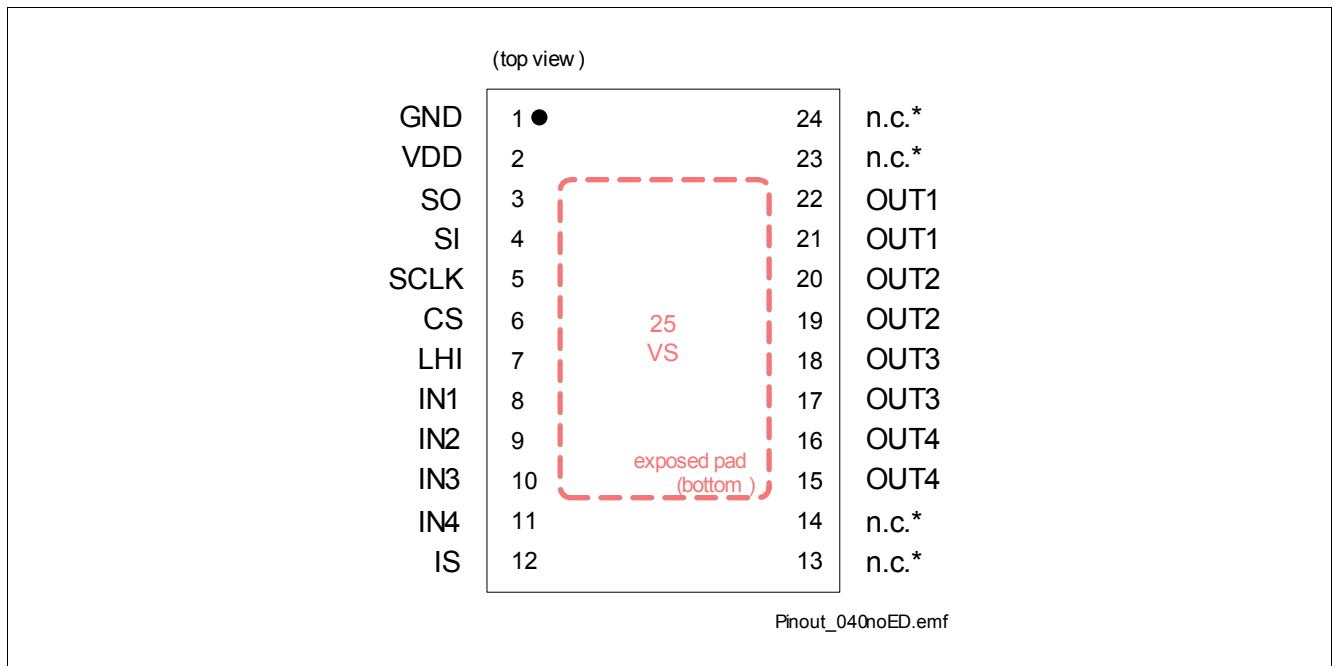 (top view )
GND 1 24 n.c.*
VDD 2 23 n.c.*
SO 3 22 OUT1
SI 4 21 OUT1
SCLK 5 20 OUT2
CS 6 25 19 OUT2
LHI 7 VS 18 OUT3
IN1 8 17 OUT3
IN2 9 16 OUT4
exposed pad
IN3 10 (bottom ) 15 OUT4
IN4 11 14 n.c.*
IS 12 13 n.c.*
Pinout_040noED.emf